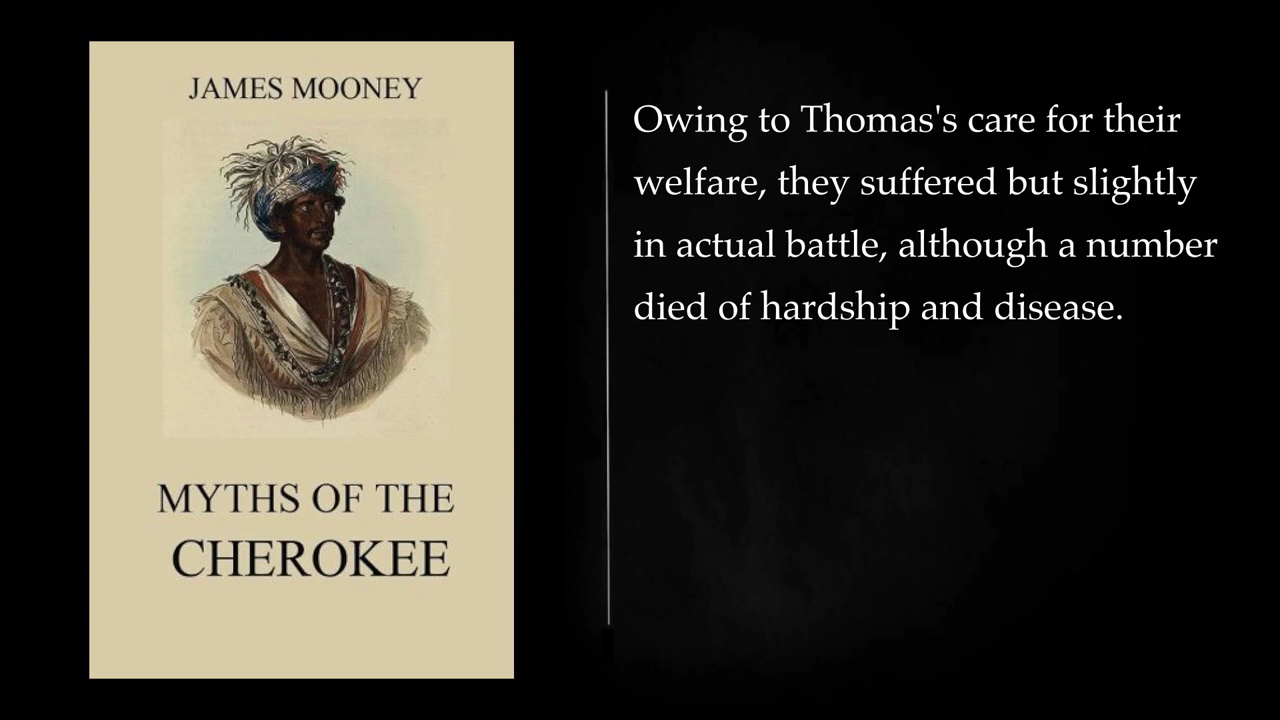 JAMES MOONEY
MYTHS OF THE
CHEROKEE
Owing to Thomas's care for their
welfare, they suffered but slightly
in actual battle, although a number
died of hardship and disease.